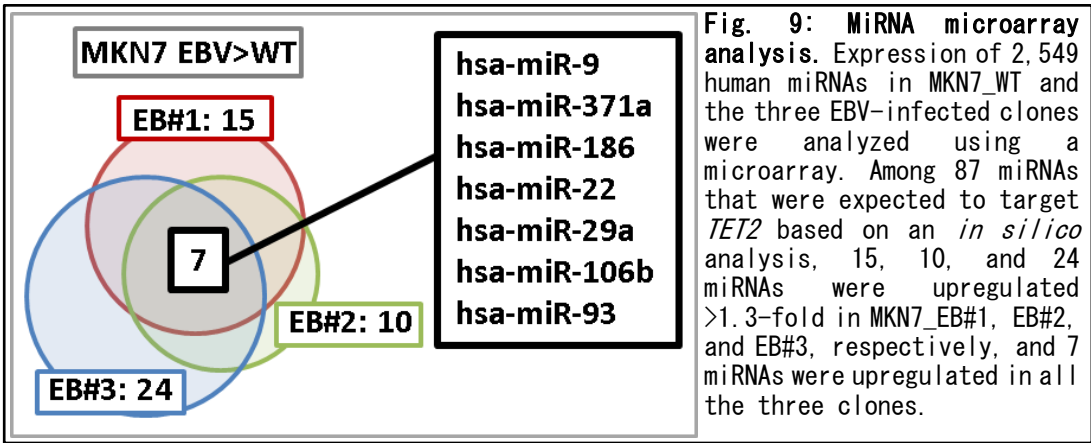 MKN7 EBV>WT
EB#1: 15
7
EB#2: 10
EB#3: 24
hsa-miR-9
hsa-miR-371a
hsa-miR-186
hsa-miR-22
hsa-miR-29a
hsa-miR-106b
hsa-miR-93
Fig. 9: MiRNA microarray
analysis. Expression of 2,549
human miRNAs in MKN7_WT and
the three EBV-infected clones
were analyzed using a
microarray. Among 87 miRNAs
that were expected to target
TET2 based on an in silico
analysis, 15, 10, and 24
miRNAs were upregulated
>1.3-fold in MKN7_EB#1, EB#2,
and EB#3, respectively, and 7
miRNAs were upregulated in all
the three clones.